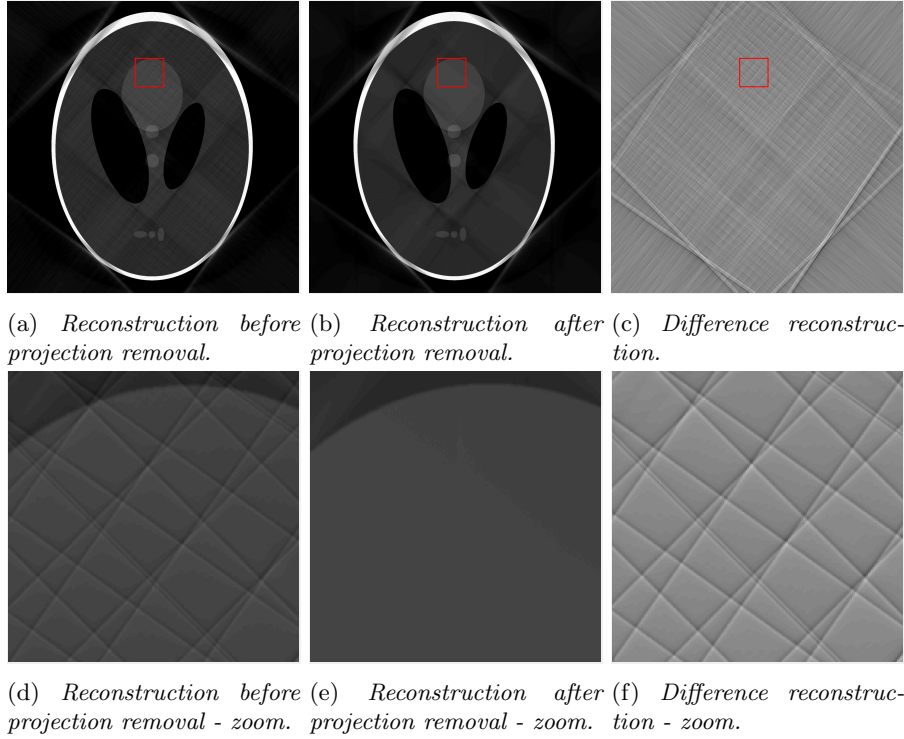 (a) Reconstruction before
projection removal.
(b) Reconstruction after
projection removal.
(c) Difference reconstruc-
tion.
(d) Reconstruction before
projection removal - zoom.
(e) Reconstruction after
projection removal - zoom.
(f) Difference reconstruc-
tion - zoom.